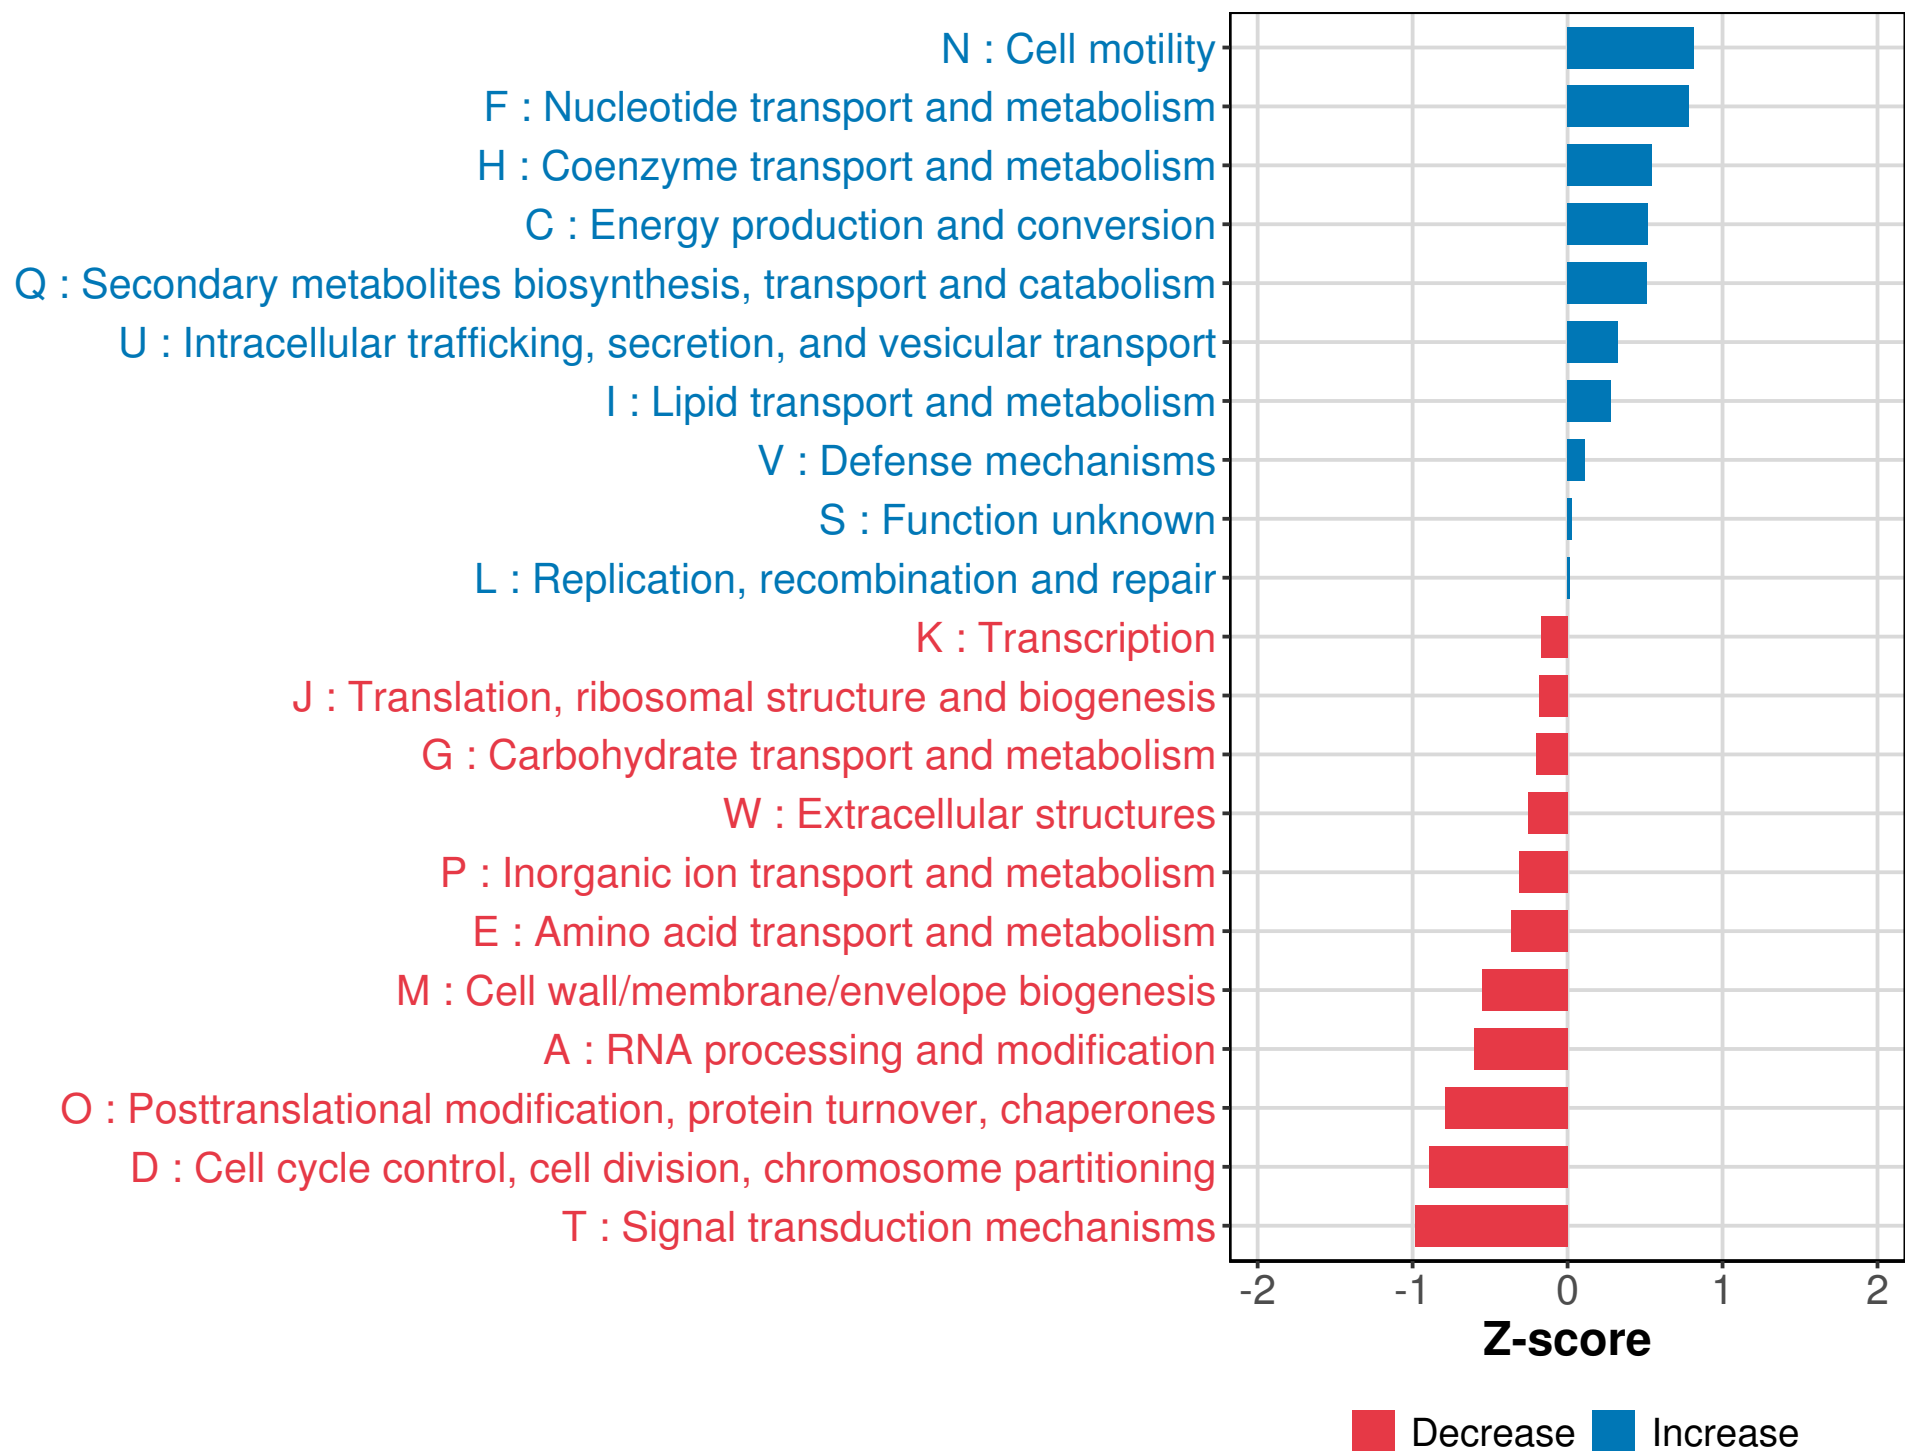 N : Cell motility
F : Nucleotide transport and metabolism
H : Coenzyme transport and metabolism
C : Energy production and conversion
Q : Secondary metabolites biosynthesis, transport and catabolism
U : Intracellular trafficking, secretion, and vesicular transport
I : Lipid transport and metabolism
V : Defense mechanisms
S : Function unknown
L : Replication, recombination and repair
K : Transcription
J : Translation, ribosomal structure and biogenesis
G : Carbohydrate transport and metabolism
W : Extracellular structures
P : Inorganic ion transport and metabolism
E : Amino acid transport and metabolism
M : Cell wall/membrane/envelope biogenesis
A : RNA processing and modification
O : Posttranslational modification, protein turnover, chaperones
D : Cell cycle control, cell division, chromosome partitioning
T : Signal transduction mechanisms
-2 -1 0 1 2
Z-score
Decrease Increase